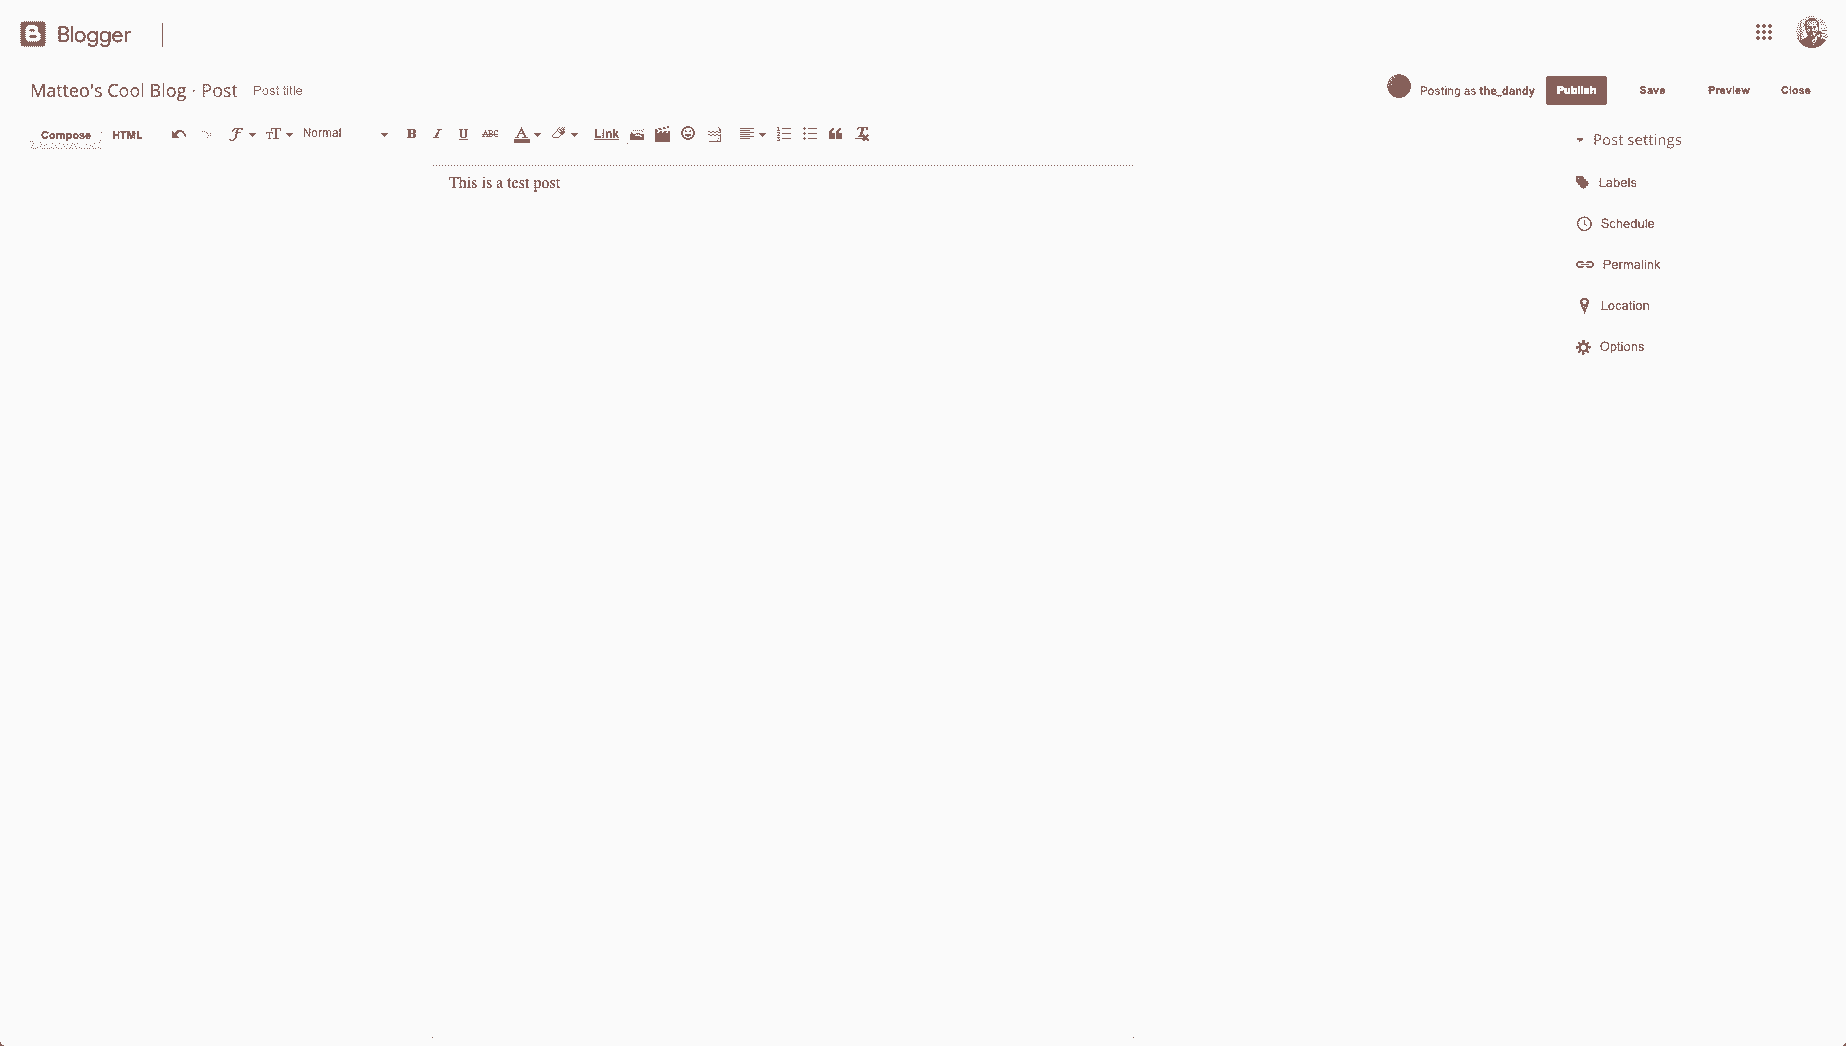 Blogger
Matteo's Cool Blog · Post Post title Posting as the_dandy Publish Save Preview Close
Compose HTML Normal B I U ABC A Link
Post settings
This is a test post
Labels
Schedule
Permalink
Location
Options